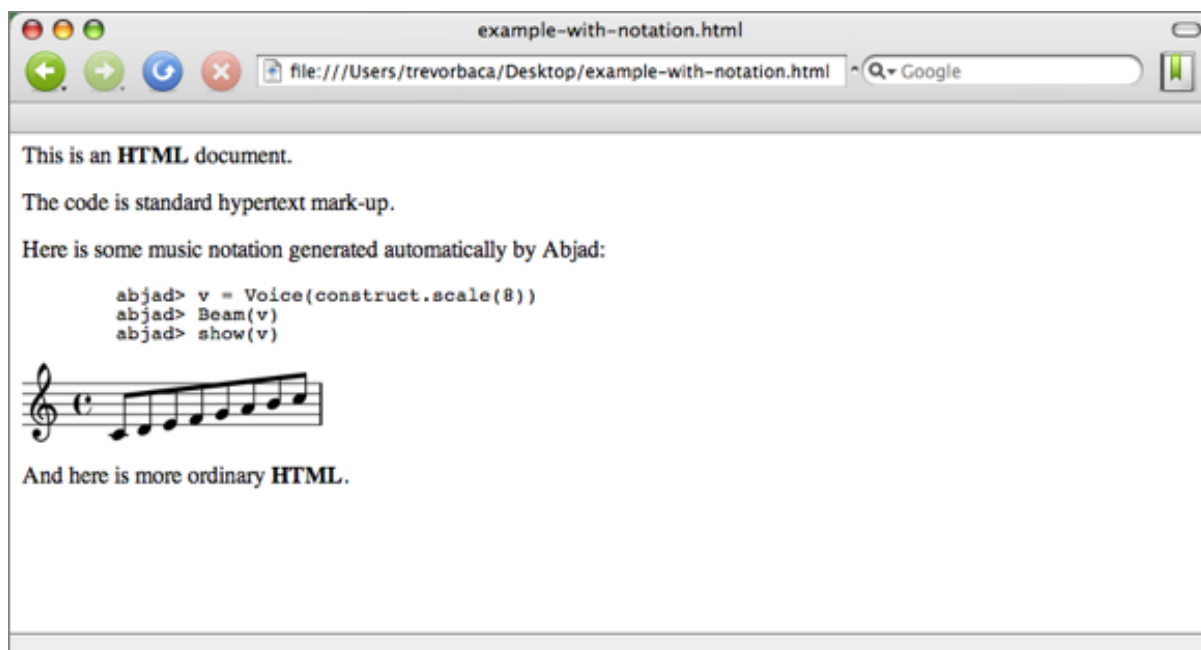 example-with-notation.html
file:///Users/trevorbaca/Desktop/example-with-notation.html
Google
This is an HTML document.
The code is standard hypertext mark-up.
Here is some music notation generated automatically by Abjad:
abjad> v = Voice(construct.scale(8))
abjad> Beam(v)
abjad> show(v)
And here is more ordinary HTML.